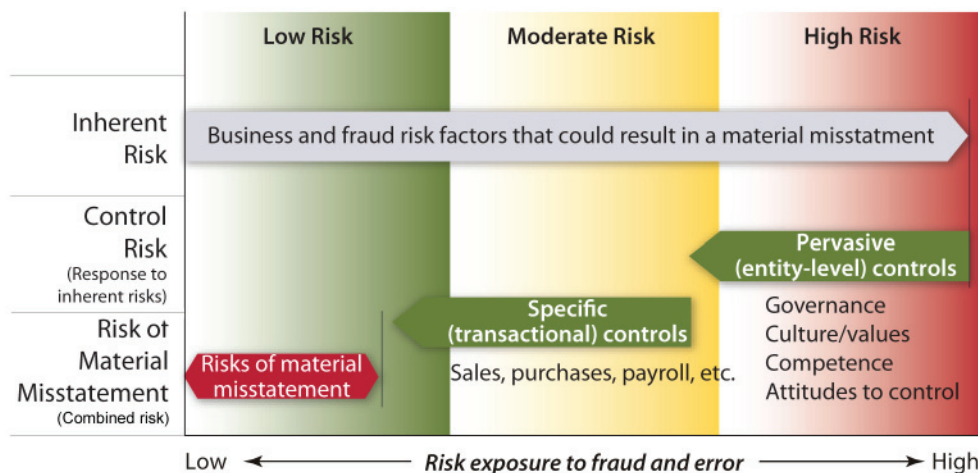 Low Risk
Moderate Risk
High Risk
Inherent
Risk
Business and fraud risk factors that could result in a material misstatment
Control
Risk
(Response to
inherent risks)
Pervasive
(entity-level) controls
Governance
Culture/values
Competence
Attitudes to control
Specific
(transactional) controls
Sales, purchases, payroll, etc.
Risk of
Material
Misstatement
(Combined risk)
Risks of material
misstatement
Low
Risk exposure to fraud and error
High